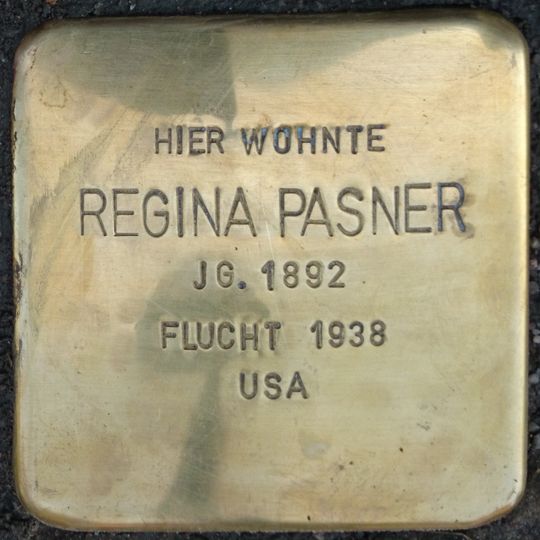 HIER WOHNTE
REGINA PASNER
JG. 1892
FLUCHT 1938
USA